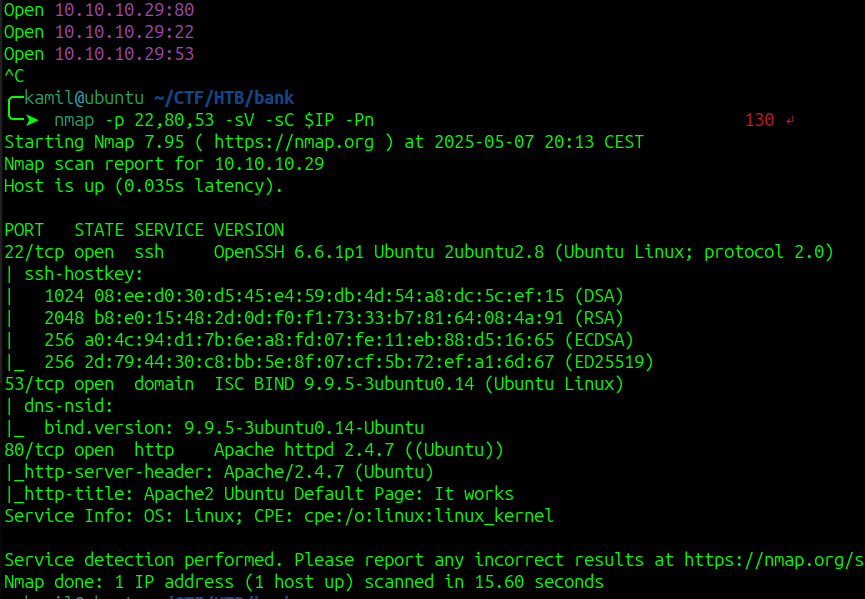 Open 10.10.10.29:80
Open 10.10.10.29:22
Open 10.10.10.29:53
^C
╭─kamil@ubuntu ~/CTF/HTB/bank
╰─➤  nmap -p 22,80,53 -sV -sC $IP -Pn 130 ↵
Starting Nmap 7.95 ( https://nmap.org ) at 2025-05-07 20:13 CEST
Nmap scan report for 10.10.10.29
Host is up (0.035s latency).

PORT   STATE SERVICE VERSION
22/tcp open  ssh     OpenSSH 6.6.1p1 Ubuntu 2ubuntu2.8 (Ubuntu Linux; protocol 2.0)
| ssh-hostkey:
|   1024 08:ee:d0:30:d5:45:e4:59:db:4d:54:a8:dc:5c:ef:15 (DSA)
|   2048 b8:e0:15:48:2d:0d:f0:f1:73:33:b7:81:64:08:4a:91 (RSA)
|   256 a0:4c:94:d1:7b:6e:a8:fd:07:fe:11:eb:88:d5:16:65 (ECDSA)
|_  256 2d:79:44:30:c8:bb:5e:8f:07:cf:5b:72:ef:a1:6d:67 (ED25519)
53/tcp open  domain  ISC BIND 9.9.5-3ubuntu0.14 (Ubuntu Linux)
| dns-nsid:
|_  bind.version: 9.9.5-3ubuntu0.14-Ubuntu
80/tcp open  http    Apache httpd 2.4.7 ((Ubuntu))
|_http-server-header: Apache/2.4.7 (Ubuntu)
|_http-title: Apache2 Ubuntu Default Page: It works
Service Info: OS: Linux; CPE: cpe:/o:linux:linux_kernel

Service detection performed. Please report any incorrect results at https://nmap.org/s
Nmap done: 1 IP address (1 host up) scanned in 15.60 seconds